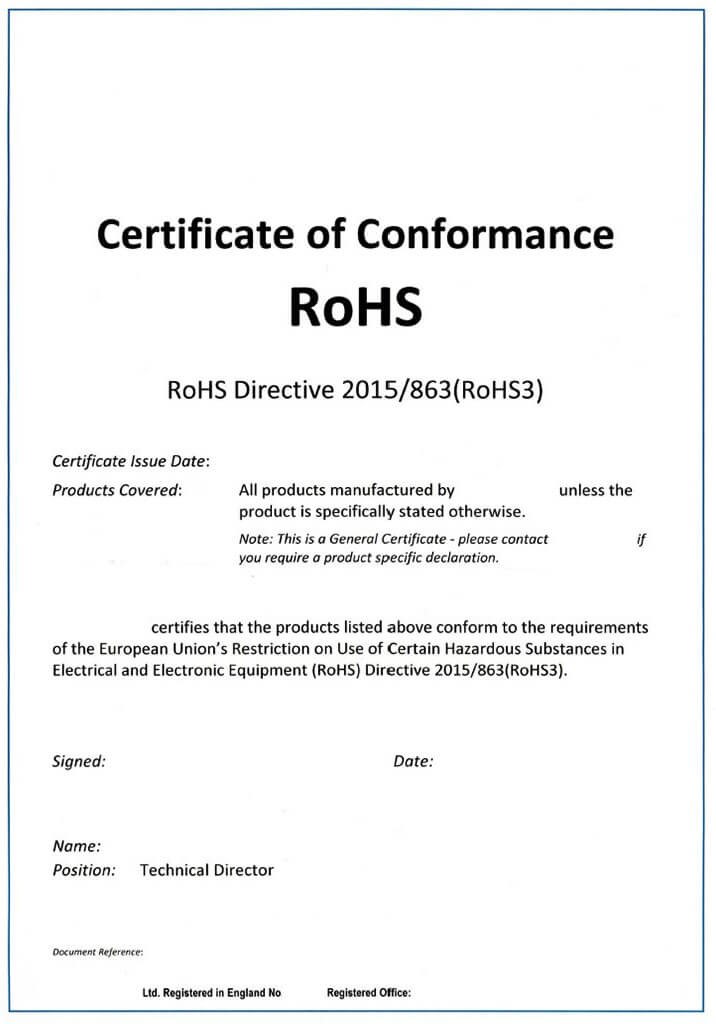 Certificate of Conformance
RoHS
RoHS Directive 2015/863(RoHS3)
Certificate Issue Date:
Products Covered: All products manufactured by unless the
product is specifically stated otherwise.
Note: This is a General Certificate - please contact if
you require a product specific declaration.
certifies that the products listed above conform to the requirements
of the European Union's Restriction on Use of Certain Hazardous Substances in
Electrical and Electronic Equipment (RoHS) Directive 2015/863(RoHS3).
Signed: Date:
Name:
Position: Technical Director
Document Reference:
Ltd. Registered in England No Registered Office: